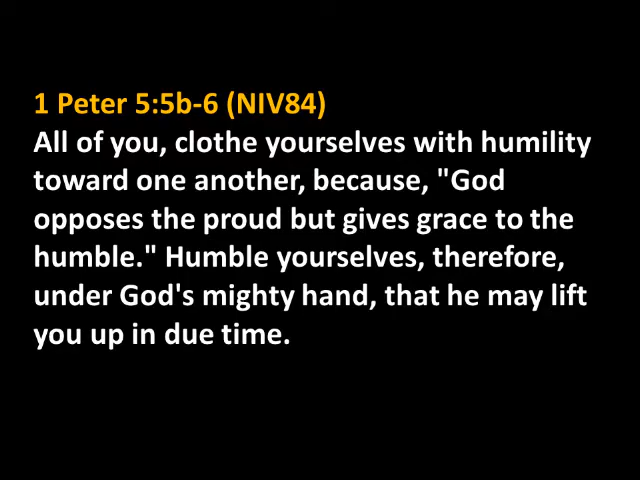 1 Peter 5:5b-6 (NIV84)
All of you, clothe yourselves with humility
toward one another, because, "God
opposes the proud but gives grace to the
humble." Humble yourselves, therefore,
under God's mighty hand, that he may lift
you up in due time.